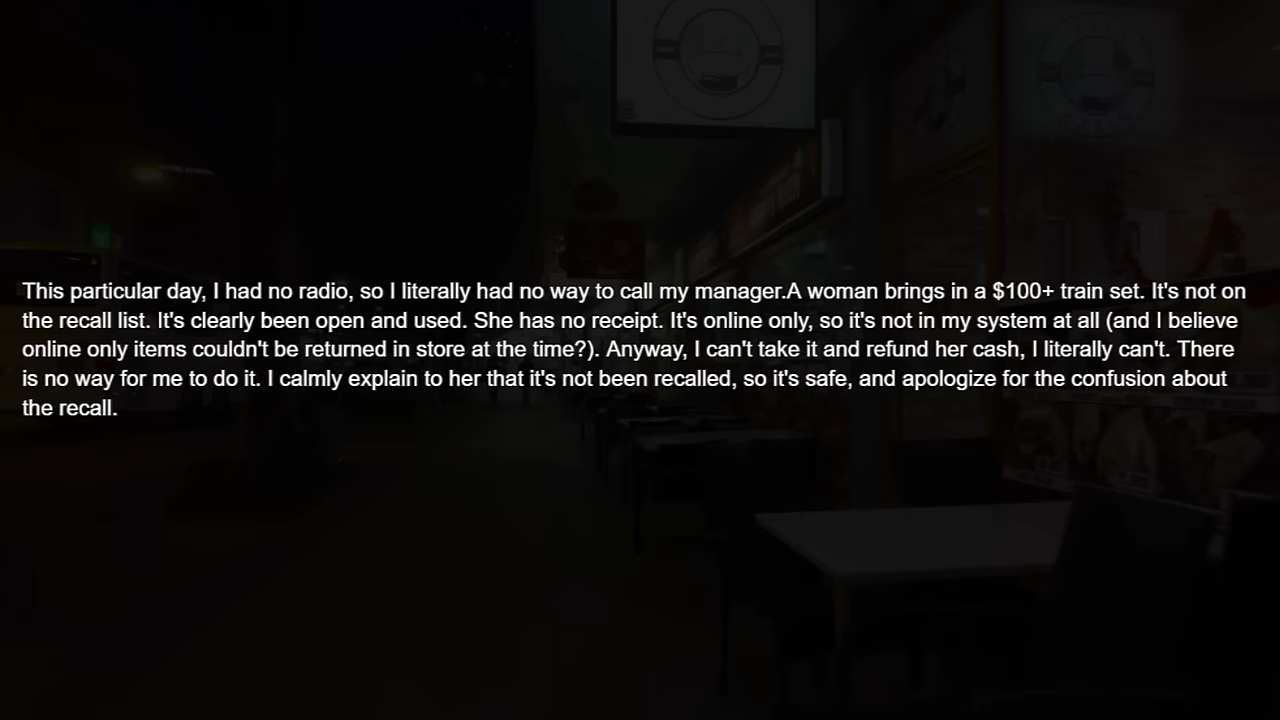 This particular day, I had no radio, so I literally had no way to call my manager.A woman brings in a $100+ train set. It's not on
the recall list. It's clearly been open and used. She has no receipt. It's online only, so it's not in my system at all (and I believe
online only items couldn't be returned in store at the time?). Anyway, I can't take it and refund her cash, I literally can't. There
is no way for me to do it. I calmly explain to her that it's not been recalled, so it's safe, and apologize for the confusion about
the recall.